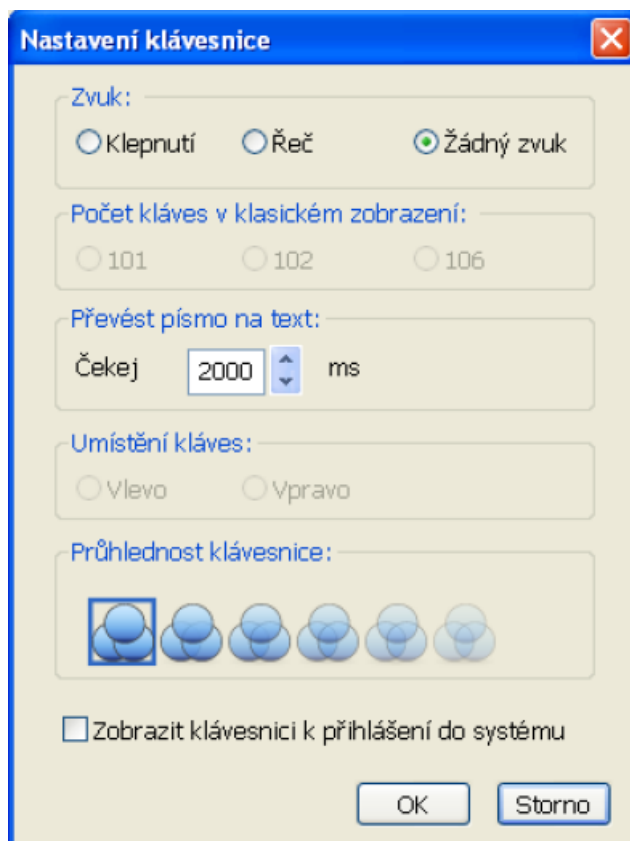 Nastavení klávesnice
Zvuk:
Klepnutí Řeč Žádný zvuk
Počet kláves v klasickém zobrazení:
101 102 106
Převést písmo na text:
Čekej 2000 ms
Umístění kláves:
Vlevo Vpravo
Průhlednost klávesnice:
Zobrazit klávesnici k přihlášení do systému
OK Storno